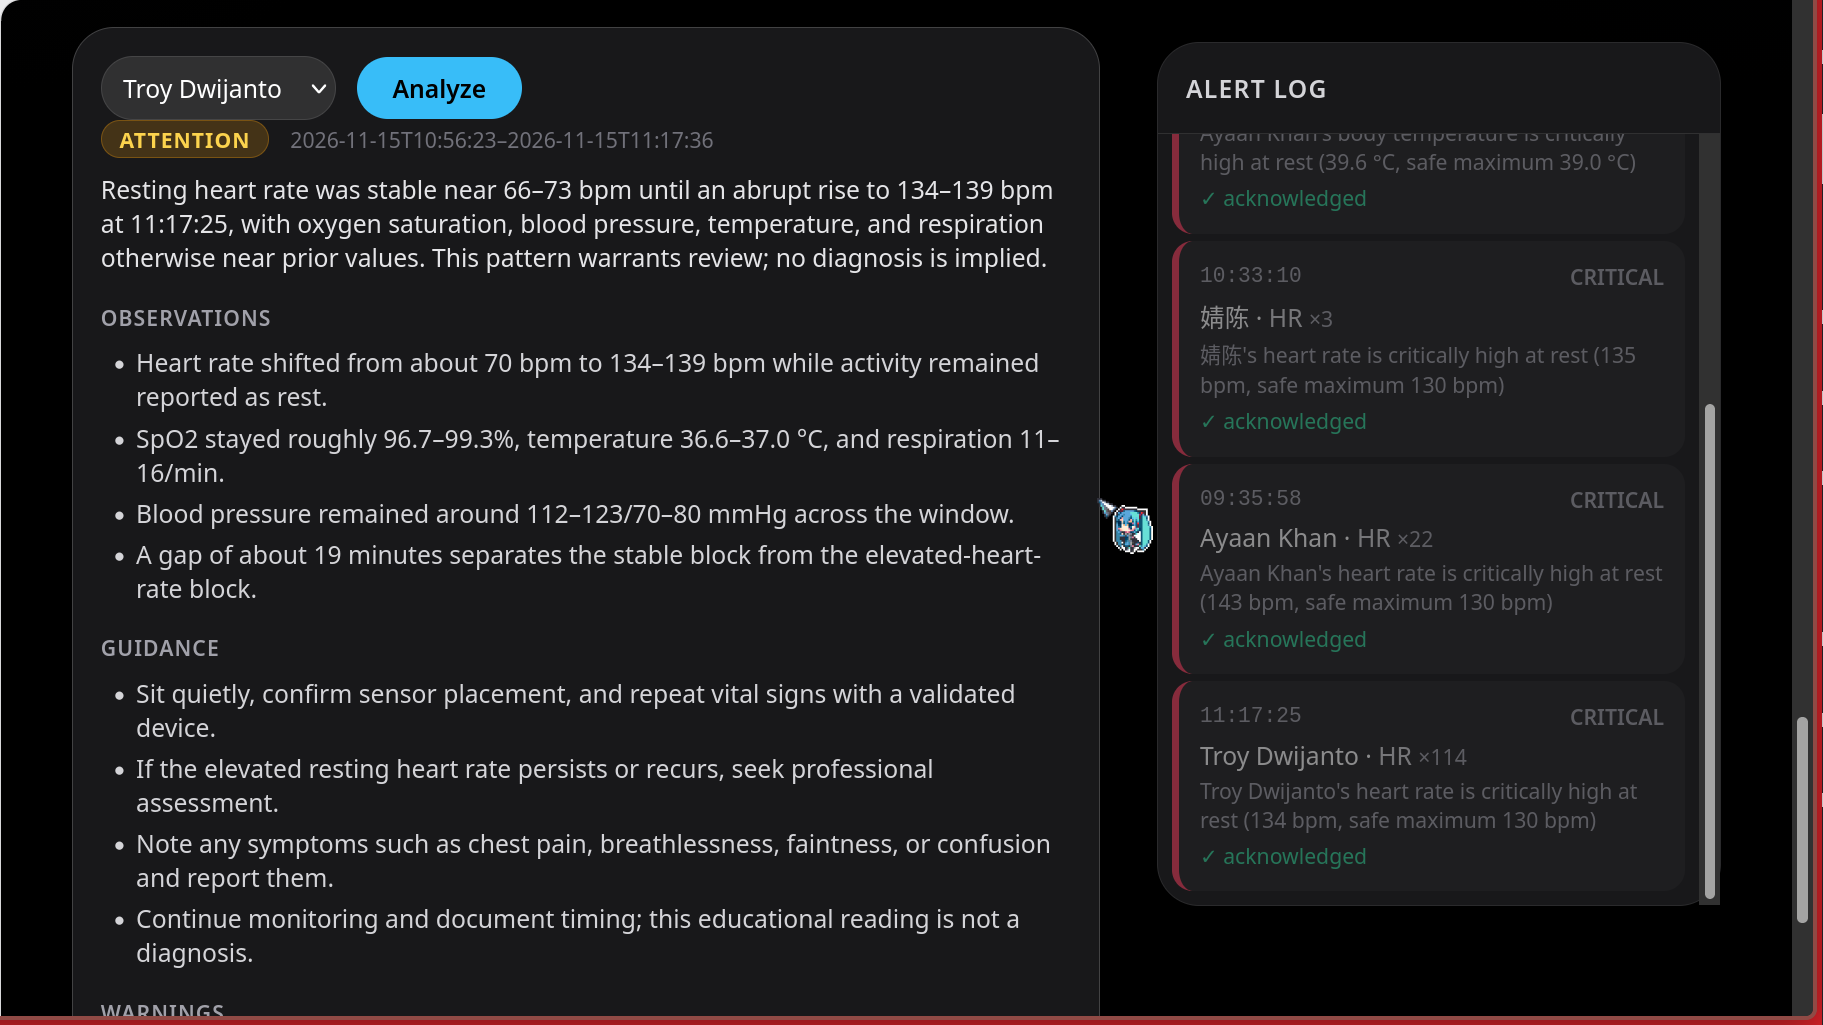 Troy Dwijanto
Analyze
ATTENTION 2026-11-15T10:56:23–2026-11-15T11:17:36
Resting heart rate was stable near 66–73 bpm until an abrupt rise to 134–139 bpm
at 11:17:25, with oxygen saturation, blood pressure, temperature, and respiration
otherwise near prior values. This pattern warrants review; no diagnosis is implied.
OBSERVATIONS
• Heart rate shifted from about 70 bpm to 134–139 bpm while activity remained
reported as rest.
• SpO2 stayed roughly 96.7–99.3%, temperature 36.6–37.0 °C, and respiration 11–
16/min.
• Blood pressure remained around 112–123/70–80 mmHg across the window.
• A gap of about 19 minutes separates the stable block from the elevated-heart-
rate block.
GUIDANCE
• Sit quietly, confirm sensor placement, and repeat vital signs with a validated
device.
• If the elevated resting heart rate persists or recurs, seek professional
assessment.
• Note any symptoms such as chest pain, breathlessness, faintness, or confusion
and report them.
• Continue monitoring and document timing; this educational reading is not a
diagnosis.
WARNINGS
ALERT LOG
Ayaan Khan's body temperature is critically
high at rest (39.6 °C, safe maximum 39.0 °C)
✓ acknowledged
10:33:10 CRITICAL
婧陈 · HR ×3
婧陈's heart rate is critically high at rest (135
bpm, safe maximum 130 bpm)
✓ acknowledged
09:35:58 CRITICAL
Ayaan Khan · HR ×22
Ayaan Khan's heart rate is critically high at rest
(143 bpm, safe maximum 130 bpm)
✓ acknowledged
11:17:25 CRITICAL
Troy Dwijanto · HR ×114
Troy Dwijanto's heart rate is critically high at
rest (134 bpm, safe maximum 130 bpm)
✓ acknowledged